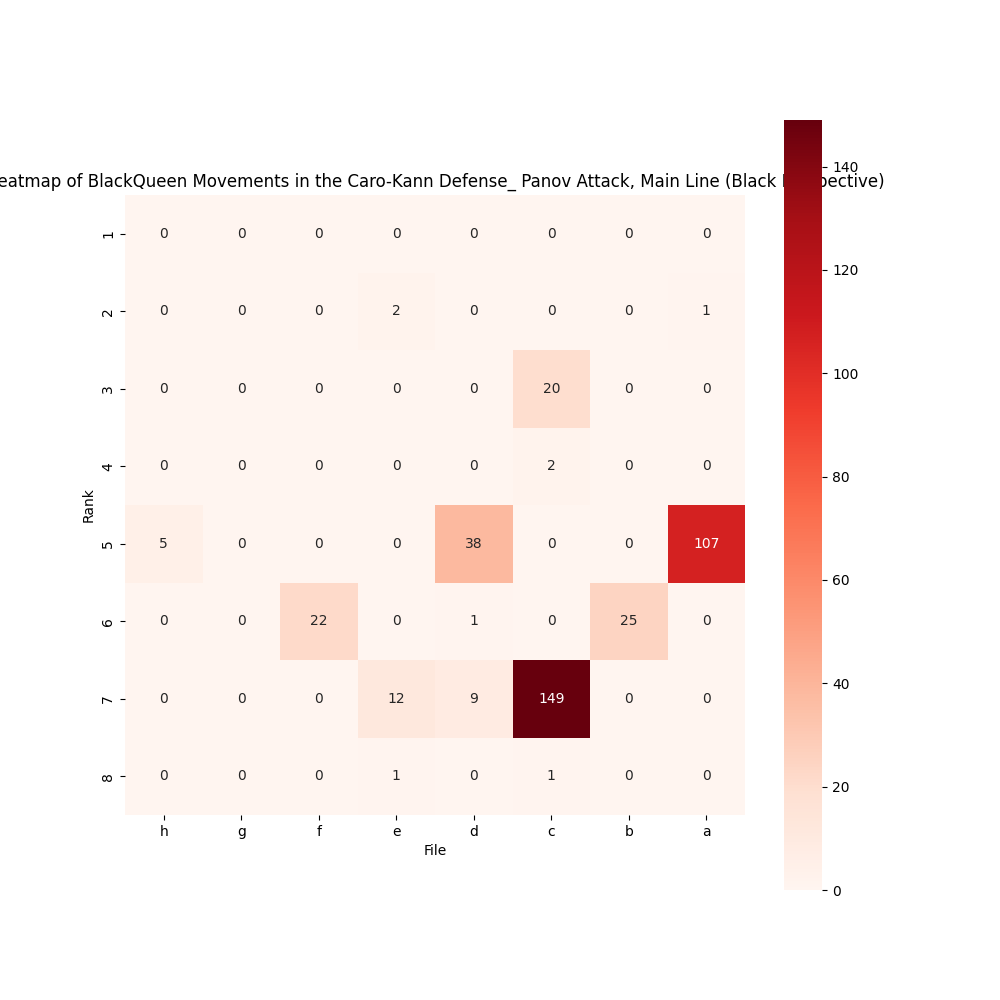 eatmap of BlackQueen Movements in the Caro-Kann Defense_ Panov Attack, Main Line (Black pective)
1 0 0 0 0 0 0 0 0
2 0 0 0 2 0 0 0 1
3 0 0 0 0 0 20 0 0
4 0 0 0 0 0 2 0 0
5 5 0 0 0 38 0 0 107
6 0 0 22 0 1 0 25 0
7 0 0 0 12 9 149 0 0
8 0 0 0 1 0 1 0 0
h g f e d c b a
File
Rank
140
120
100
80
60
40
20
0